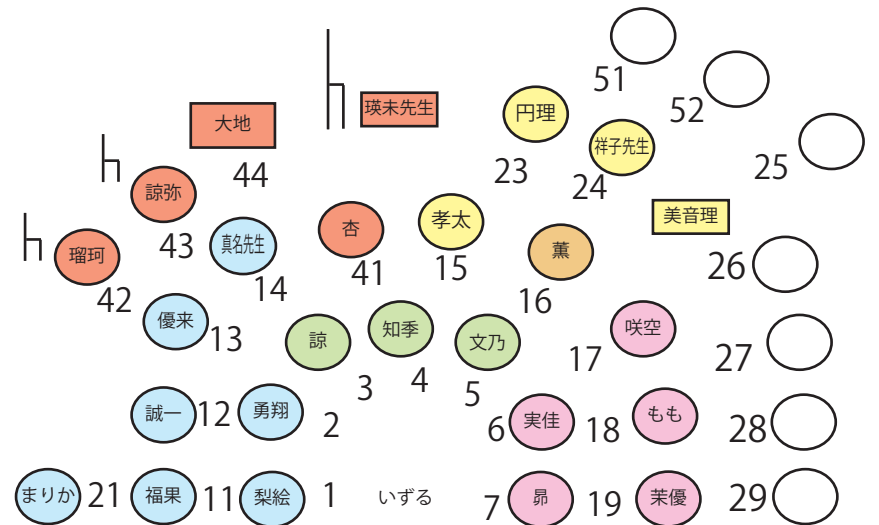 51
52
瑛未先生
円理
大地
祥子先生
23
24
25
44
諒弥
孝太
美音理
杏
43
真名先生
薫
瑠珂
41
15
26
42
14
16
優来
13
諒
知季
文乃
咲空
17
27
3
4
5
誠一
12
勇翔
2
6
実佳
18
もも
28
まりか
21
福果
11
梨絵
1
いずる
7
昴
19
茉優
29